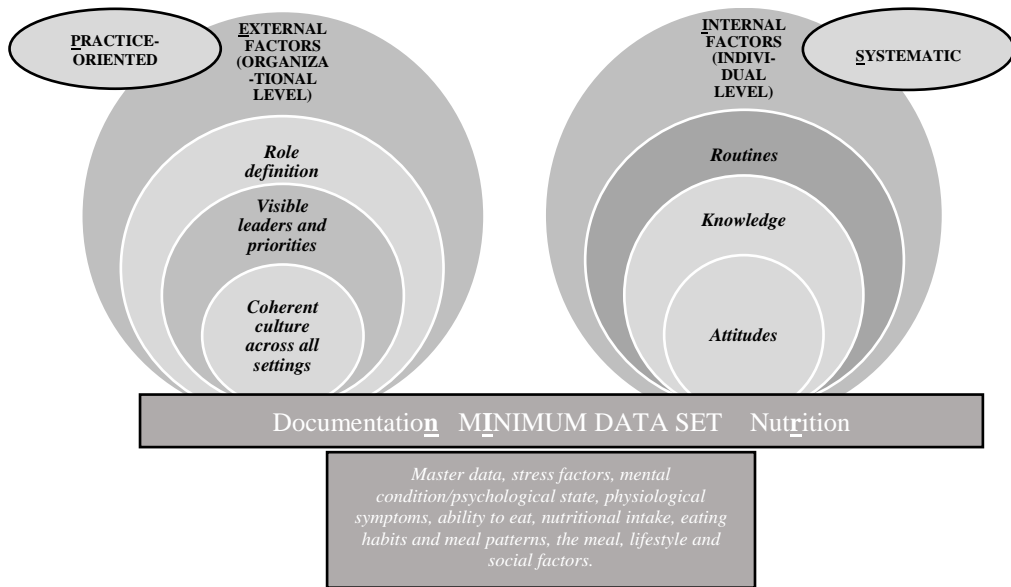 PRACTICE-
ORIENTED
EXTERNAL
FACTORS
(ORGANIZA
-TIONAL
LEVEL)
Role
definition
Visible
leaders and
priorities
Coherent
culture
across all
settings
INTERNAL
FACTORS
(INDIVI-
DUAL
LEVEL)
SYSTEMATIC
Routines
Knowledge
Attitudes
Documentation MINIMUM DATA SET Nutrition
Master data, stress factors, mental
condition/psychological state, physiological
symptoms, ability to eat, nutritional intake, eating
habits and meal patterns, the meal, lifestyle and
social factors.